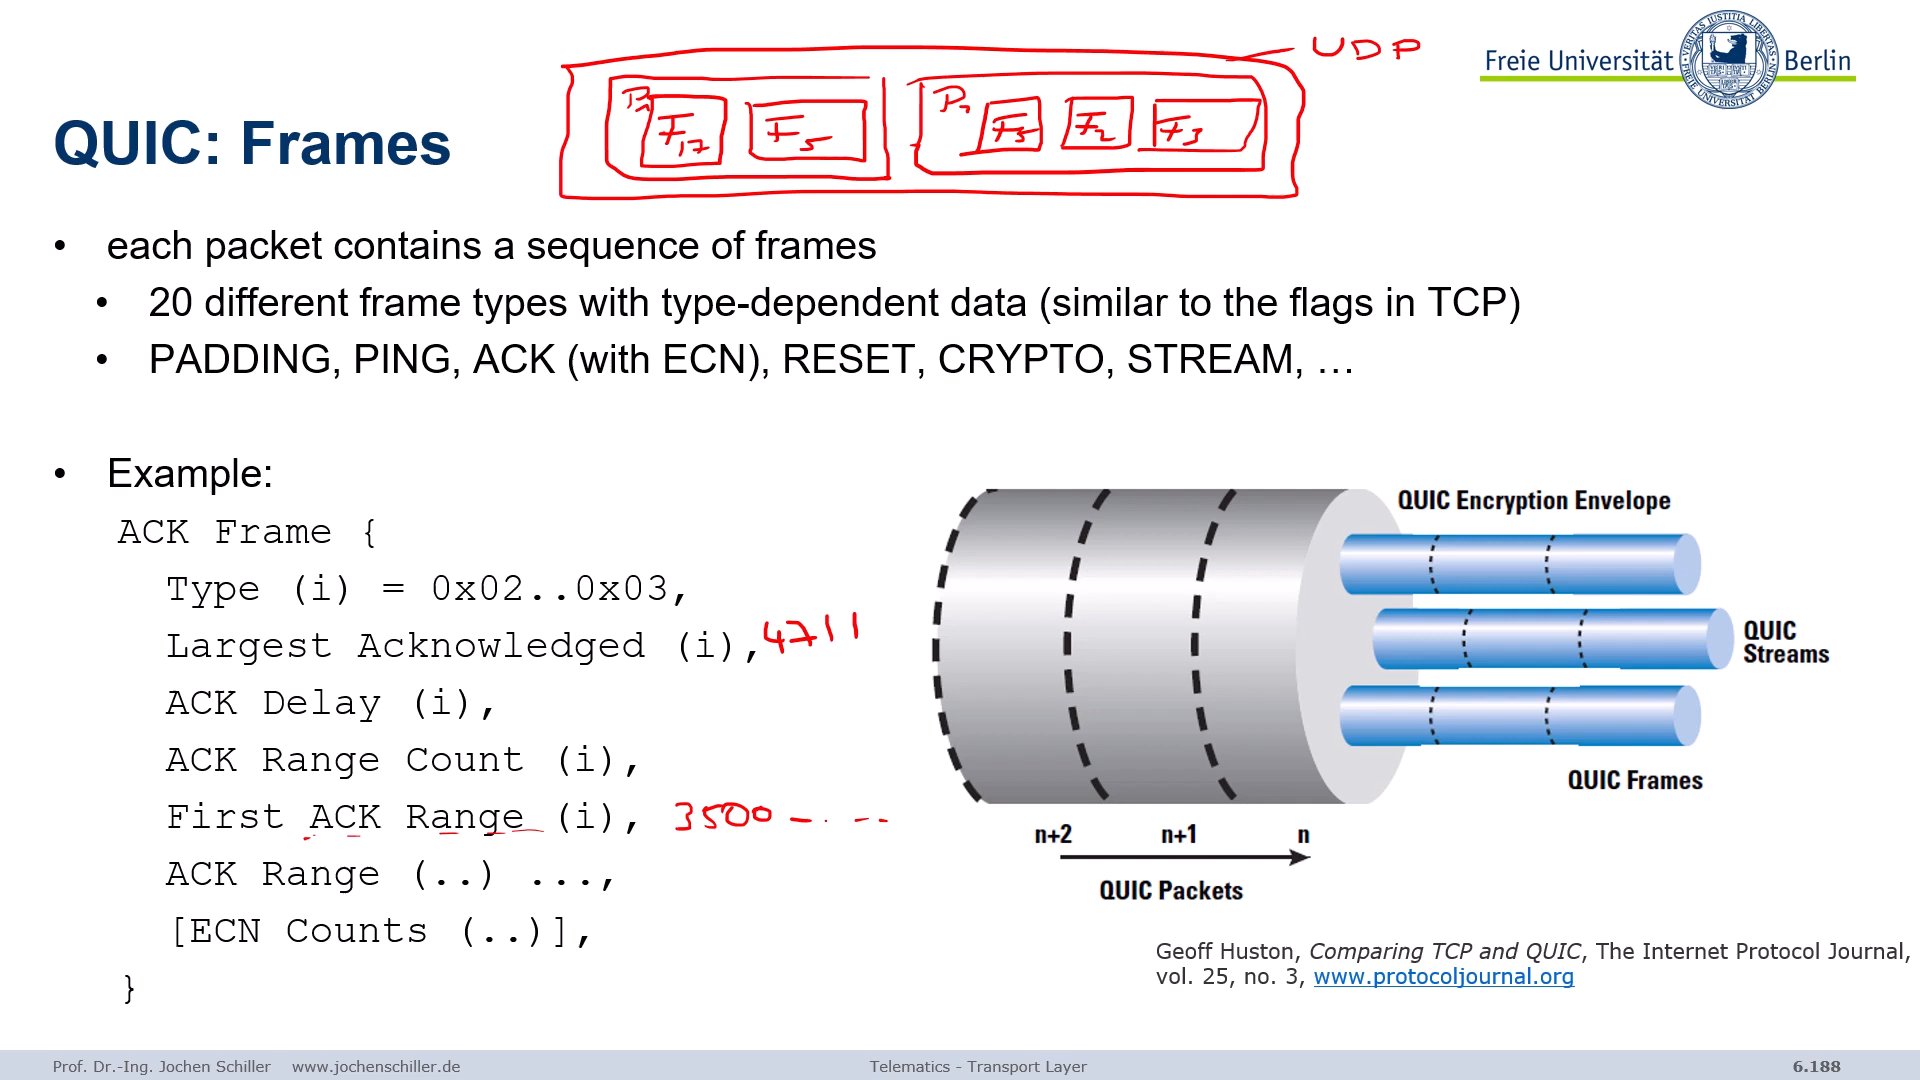 UDP
Freie Universität Berlin
F17 F5 F5 F2 F3
QUIC: Frames
• each packet contains a sequence of frames
• 20 different frame types with type-dependent data (similar to the flags in TCP)
• PADDING, PING, ACK (with ECN), RESET, CRYPTO, STREAM, …
• Example:
ACK Frame {
Type (i) = 0x02..0x03,
Largest Acknowledged (i), 4711
ACK Delay (i),
ACK Range Count (i),
First ACK Range (i), 3500
ACK Range (..) ...,
[ECN Counts (..)],
}
QUIC Encryption Envelope
QUIC
Streams
QUIC Frames
n+2 n+1 n
QUIC Packets
Geoff Huston, Comparing TCP and QUIC, The Internet Protocol Journal,
vol. 25, no. 3, www.protocoljournal.org
Prof. Dr.-Ing. Jochen Schiller www.jochenschiller.de Telematics - Transport Layer 6.188